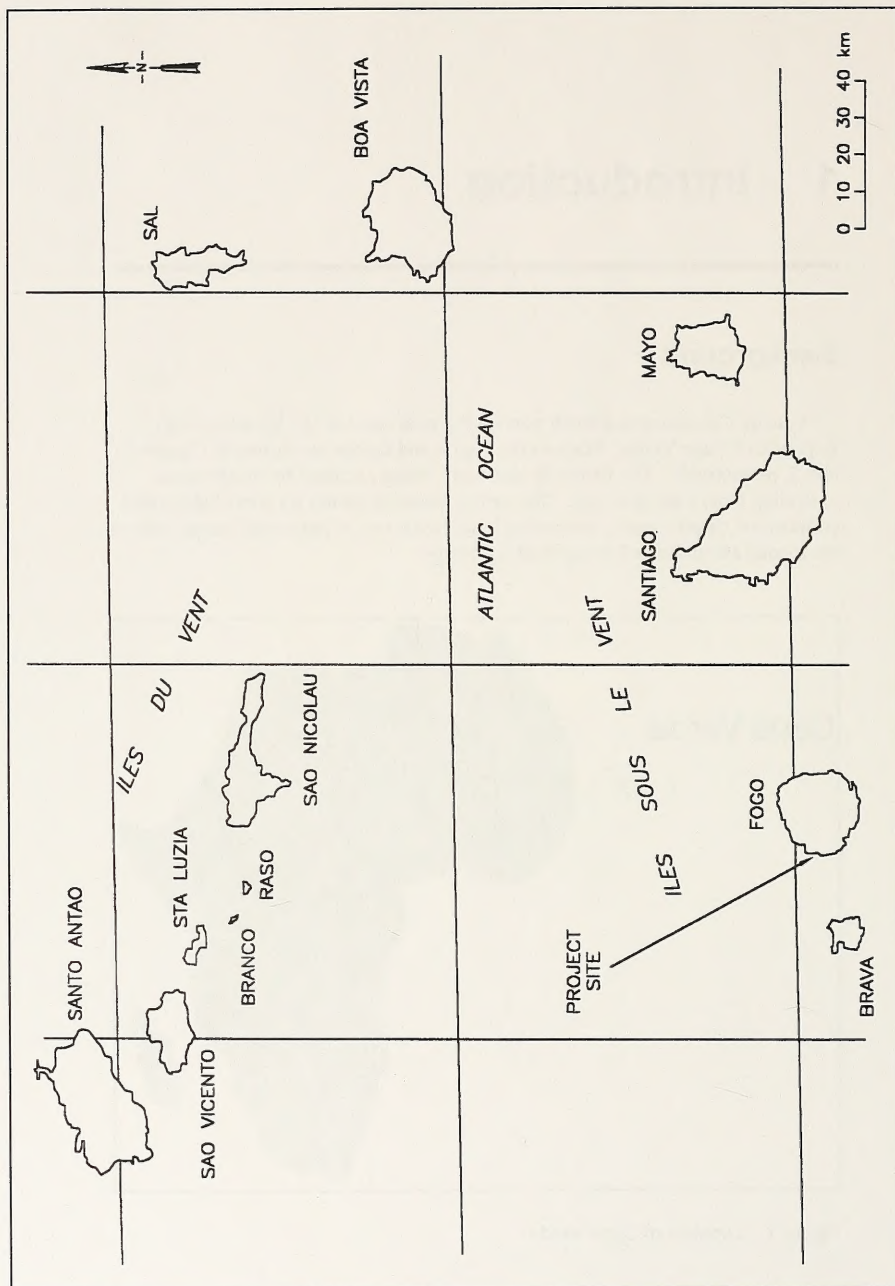 -N-
SANTO ANTAO
STA LUZIA
SAO VICENTO
BRANCO
RASO
SAO NICOLAU
ILES DU VENT
SAL
BOA VISTA
ATLANTIC OCEAN
ILES SOUS LE VENT
PROJECT
SITE
BRAVA
FOGO
SANTIAGO
MAYO
0 10 20 30 40 km